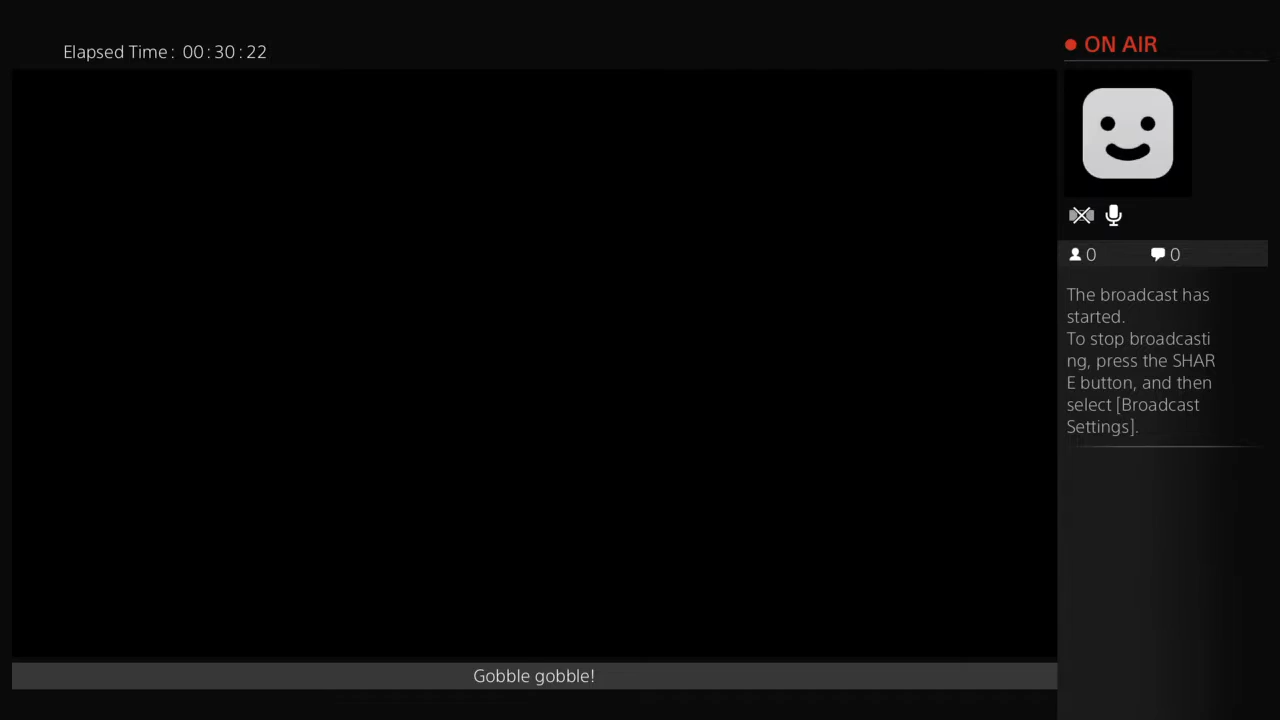 Elapsed Time: 00:30:22
ON AIR
0 0
The broadcast has
started.
To stop broadcasti
ng, press the SHAR
E button, and then
select [Broadcast
Settings].
Gobble gobble!